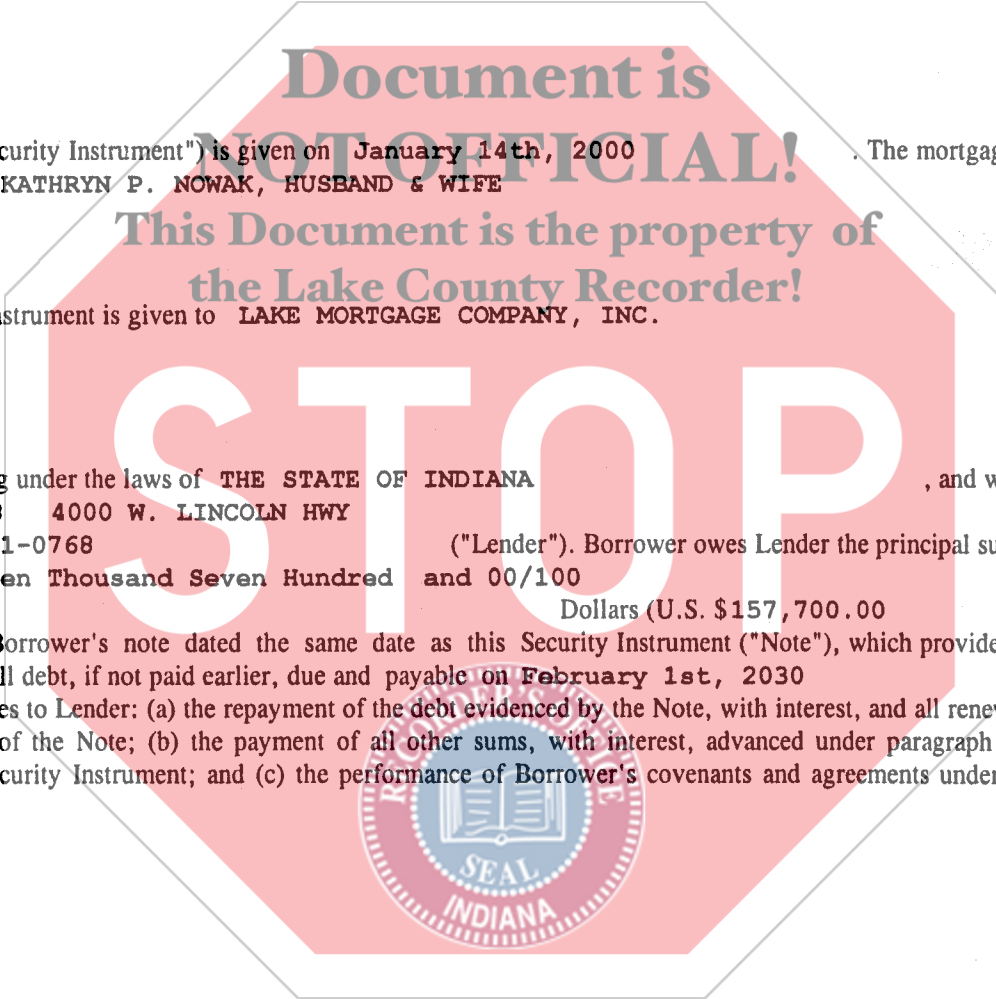 Document is
NOT OFFICIAL!
curity Instrument") is given on January 14th, 2000 . The mortgag
KATHRYN P. NOWAK, HUSBAND & WIFE
This Document is the property of
the Lake County Recorder!
strument is given to LAKE MORTGAGE COMPANY, INC.
STOP
under the laws of THE STATE OF INDIANA , and w
4000 W. LINCOLN HWY
1-0768 ("Lender"). Borrower owes Lender the principal su
en Thousand Seven Hundred and 00/100
Dollars (U.S. $157,700.00
Borrower's note dated the same date as this Security Instrument ("Note"), which provide
ll debt, if not paid earlier, due and payable on February 1st, 2030
es to Lender: (a) the repayment of the debt evidenced by the Note, with interest, and all rene
of the Note; (b) the payment of all other sums, with interest, advanced under paragraph
curity Instrument; and (c) the performance of Borrower's covenants and agreements under
RECORDER'S OFFICE
SEAL
INDIANA